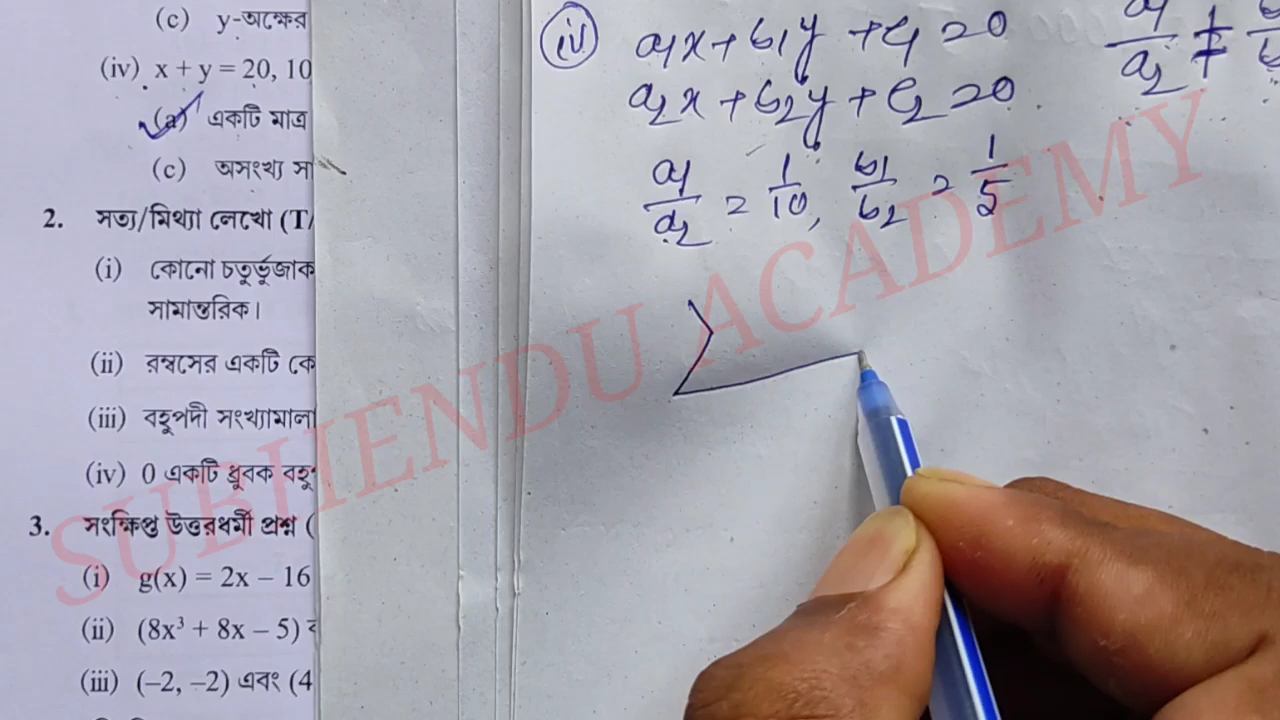 (c) y-অক্ষের
(iv) x + y = 20, 10
(a) একটি মাত্র
(c) অসংখ্য
2. সত্য/মিথ্যা লেখো (T/
(i) কোনো চতুর্ভুজাক
সামান্তরিক।
(ii) রম্বসের একটি কো
(iii) বহুপদী সংখ্যামালা
(iv) 0 একটি ধ্রুবক বহু
3. সংক্ষিপ্ত উত্তরধর্মী প্রশ্ন (
(i) g(x) = 2x – 16
(ii) (8x³ + 8x – 5)
(iii) (–2, –2) এবং (4
(iv) a₁x + b₁y + c₁ = 0
a₂x + b₂y + c₂ = 0
a₁/a₂ = 1/10, b₁/b₂ = 1/5
a₁/a₂ ≠
SUBHENDU ACADEMY